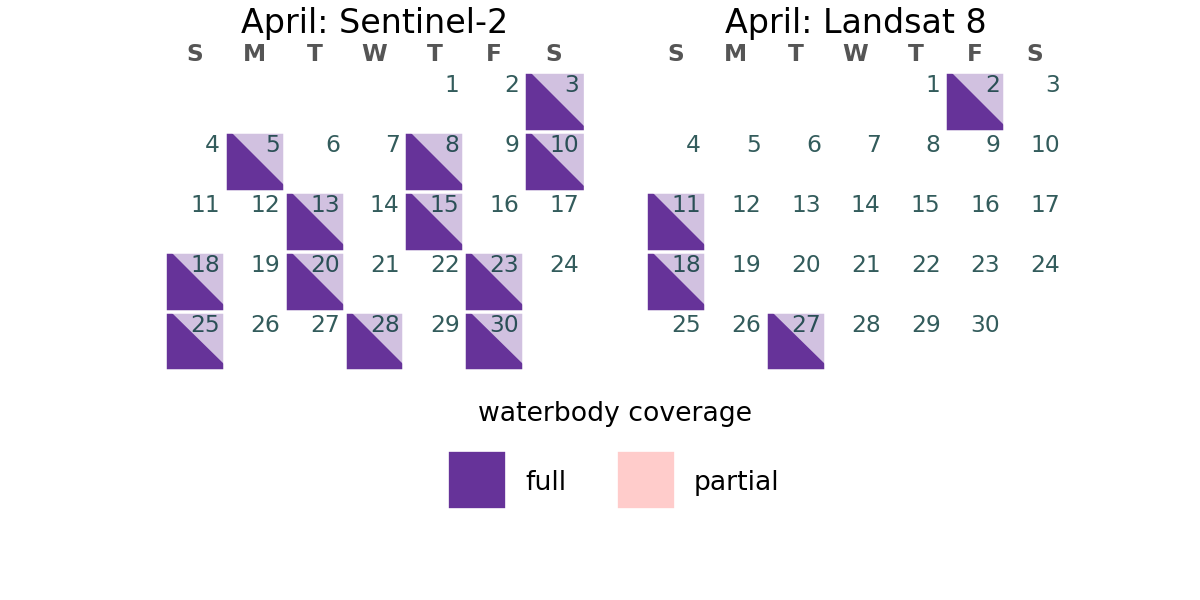 April: Sentinel-2
S M T W T F S
1 2 3
4 5 6 7 8 9 10
11 12 13 14 15 16 17
18 19 20 21 22 23 24
25 26 27 28 29 30
April: Landsat 8
S M T W T F S
1 2 3
4 5 6 7 8 9 10
11 12 13 14 15 16 17
18 19 20 21 22 23 24
25 26 27 28 29 30
waterbody coverage
full partial